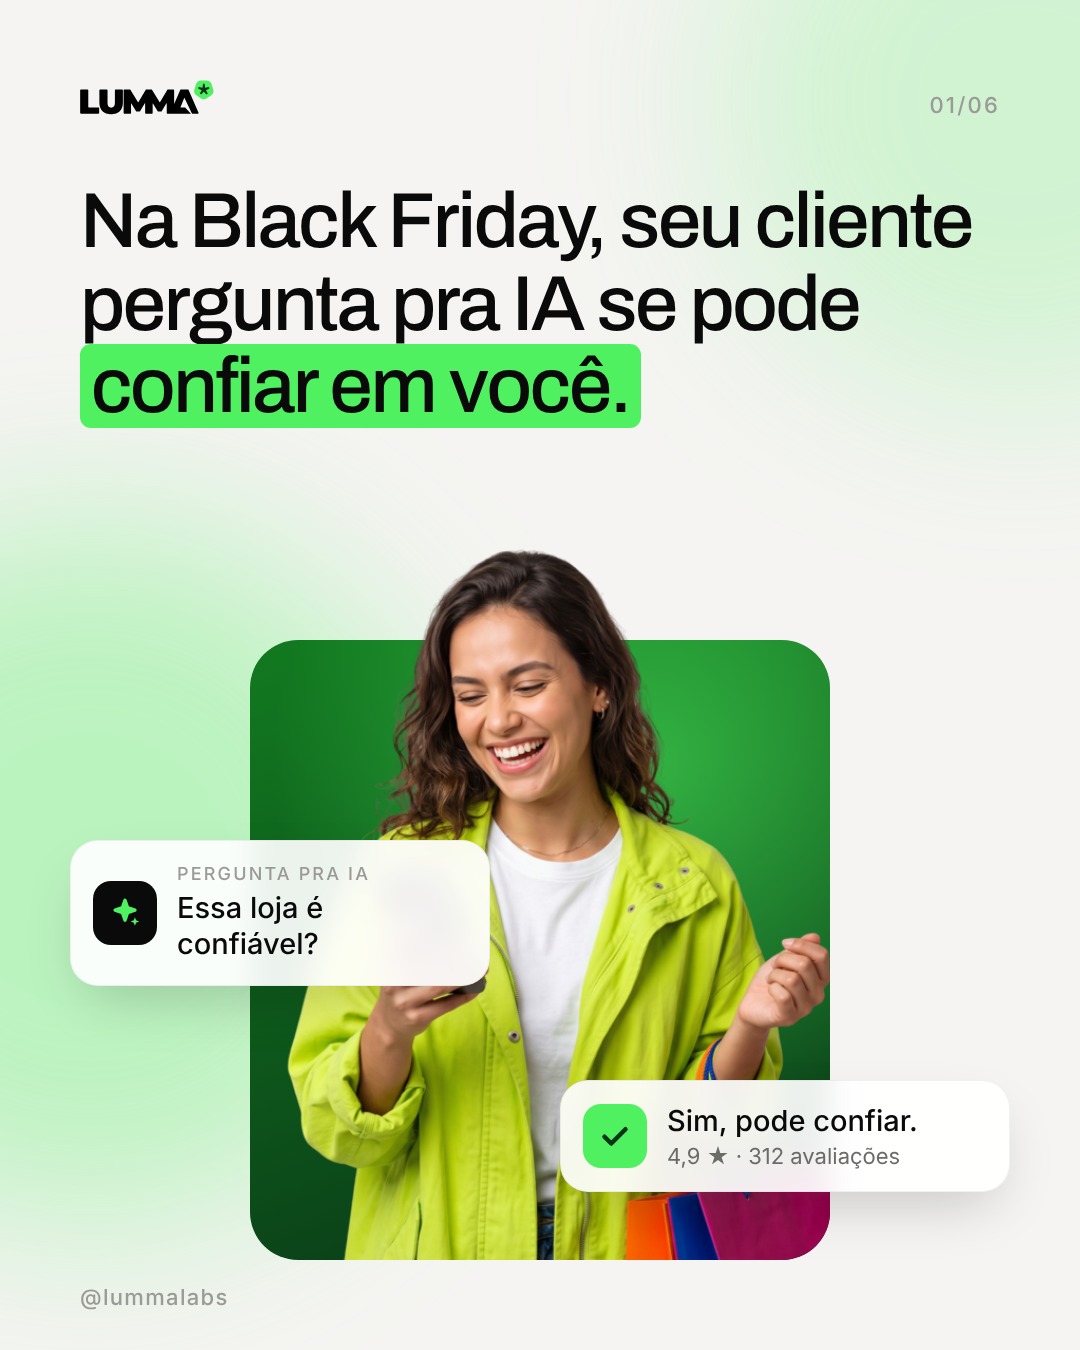 LUMMA
01/06
Na Black Friday, seu cliente
pergunta pra IA se pode
confiar em você.
PERGUNTA PRA IA
Essa loja é
confiável?
Sim, pode confiar.
4,9 ★ · 312 avaliações
@lummalabs